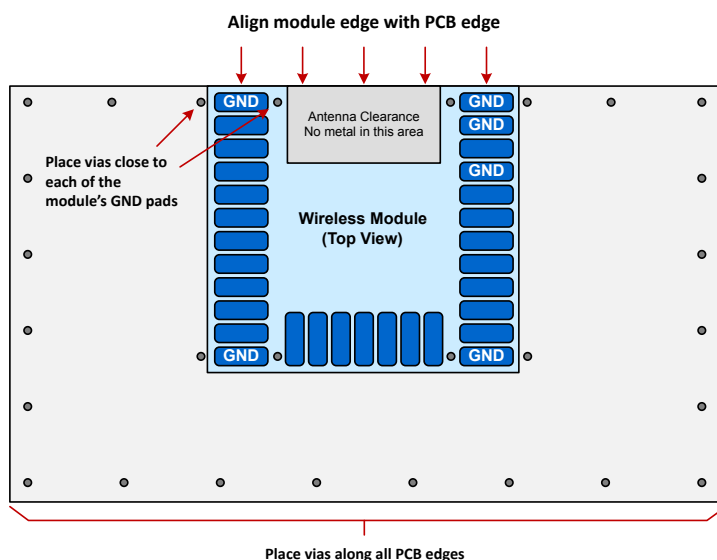 Align module edge with PCB edge
GND
GND
Antenna Clearance
No metal in this area
GND
Place vias close to
each of the
module's GND pads
GND
Wireless Module
(Top View)
GND
GND
Place vias along all PCB edges